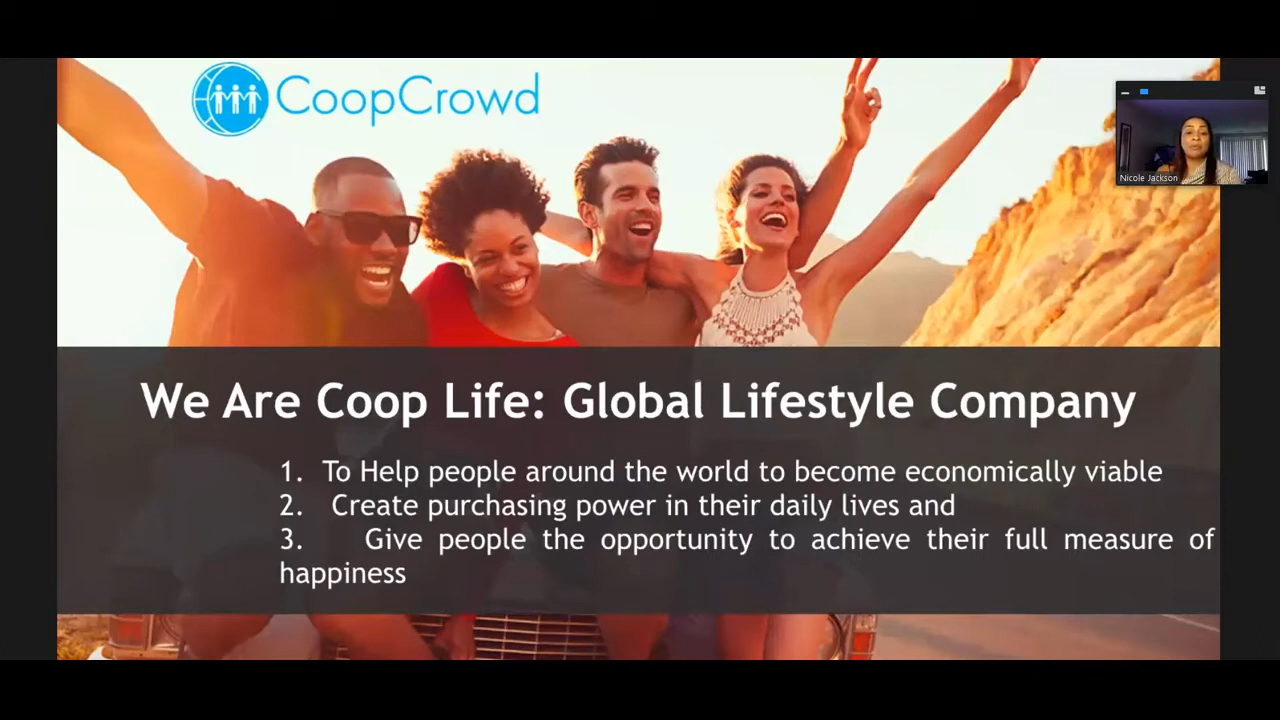 CoopCrowd
Nicole Jackson
We Are Coop Life: Global Lifestyle Company
1. To Help people around the world to become economically viable
2. Create purchasing power in their daily lives and
3. Give people the opportunity to achieve their full measure of
happiness